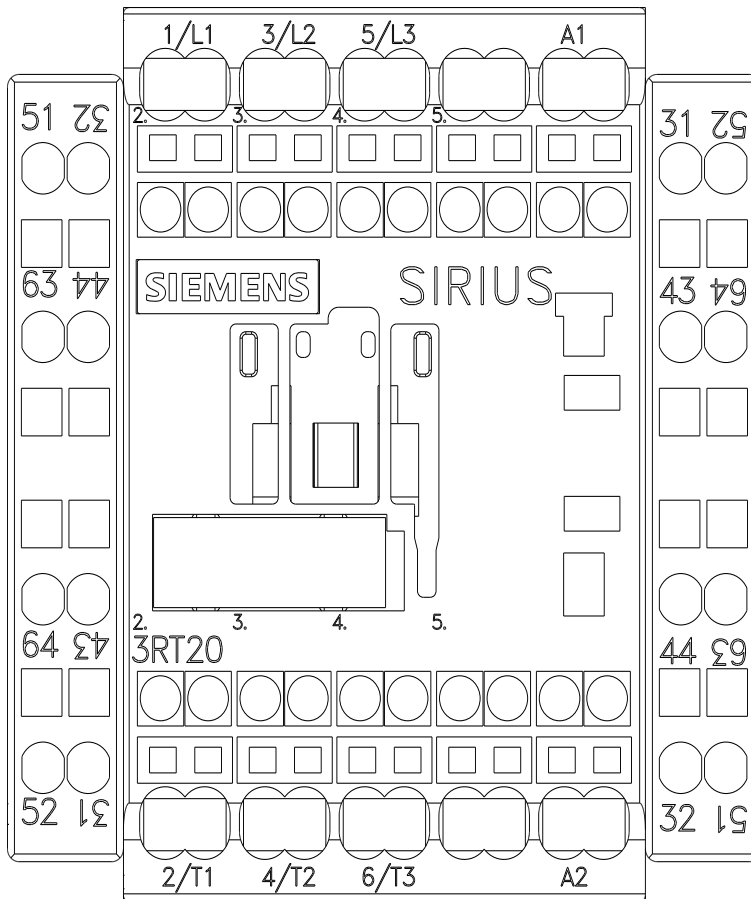 1/L1 3/L2 5/L3 A1
2. 3. 4. 5.
51 32
31 52
63 44
43 64
SIEMENS
SIRIUS
2. 3. 4. 5.
64 43
44 63
3RT20
52 31
32 51
2/T1 4/T2 6/T3 A2